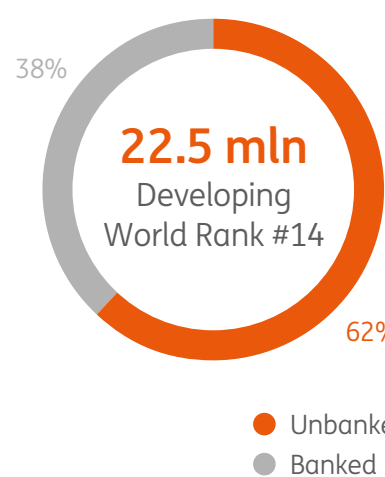 38%
22.5 mln
Developing
World Rank #14
62%
Unbanke
Banked